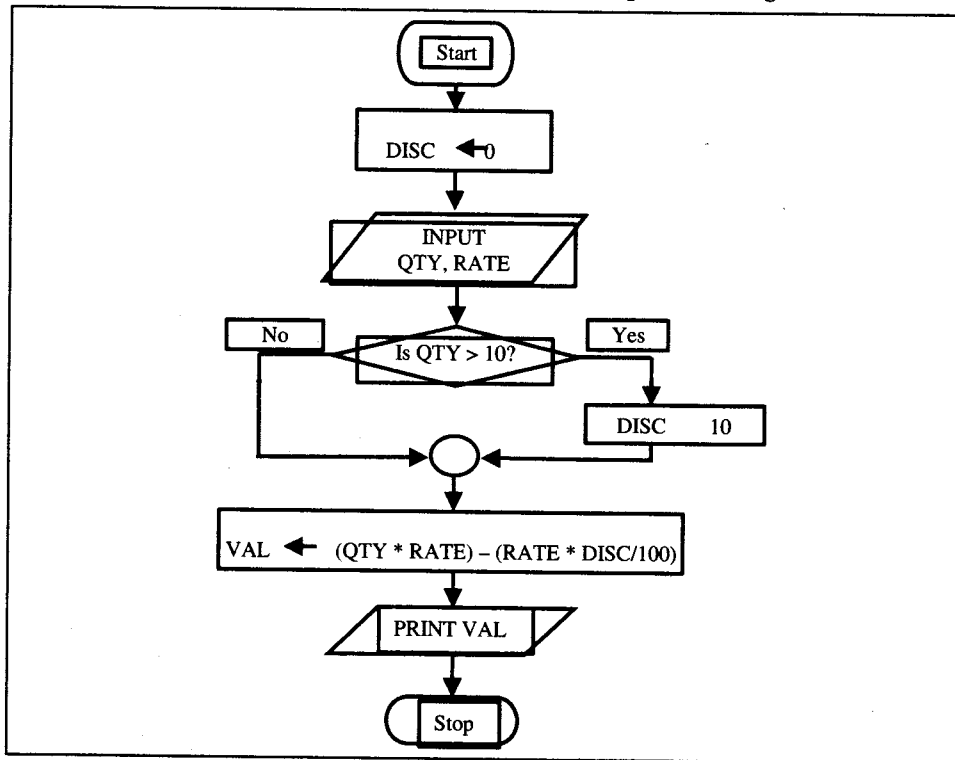 Start
DISC ← 0
INPUT
QTY, RATE
No
Is QTY > 10?
Yes
DISC 10
VAL ← (QTY * RATE) – (RATE * DISC/100)
PRINT VAL
Stop